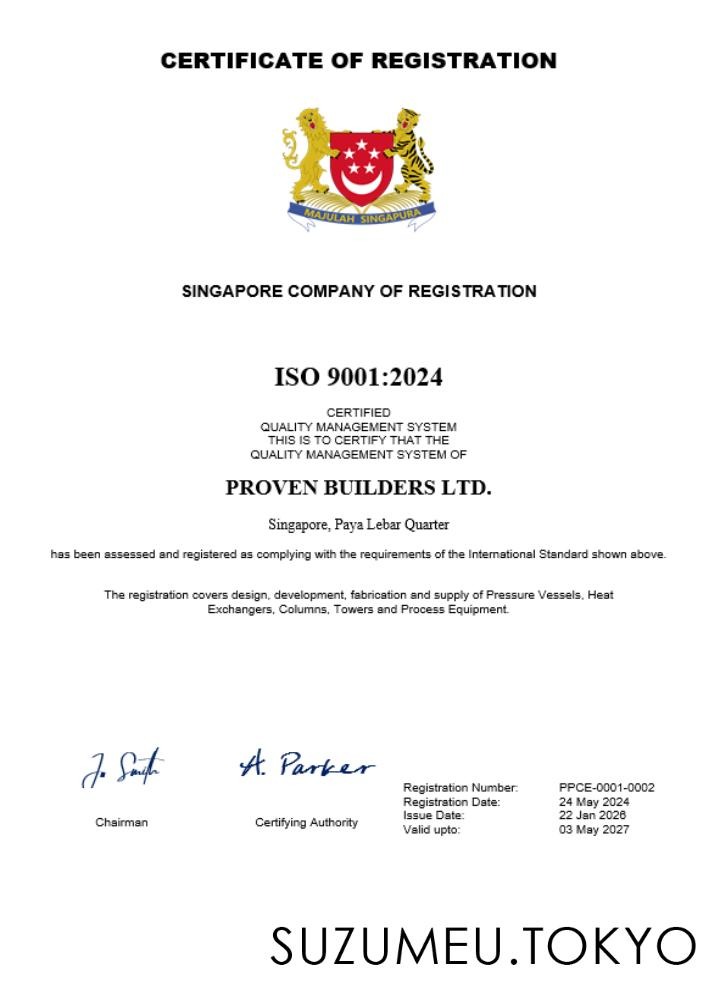 CERTIFICATE OF REGISTRATION
MAJULAH SINGAPURA
SINGAPORE COMPANY OF REGISTRATION
ISO 9001:2024
CERTIFIED
QUALITY MANAGEMENT SYSTEM
THIS IS TO CERTIFY THAT THE
QUALITY MANAGEMENT SYSTEM OF
PROVEN BUILDERS LTD.
Singapore, Paya Lebar Quarter
has been assessed and registered as complying with the requirements of the International Standard shown above.
The registration covers design, development, fabrication and supply of Pressure Vessels, Heat
Exchangers, Columns, Towers and Process Equipment.
J. Smith
A. Parker
Chairman
Certifying Authority
Registration Number: PPCE-0001-0002
Registration Date: 24 May 2024
Issue Date: 22 Jan 2026
Valid upto: 03 May 2027
SUZUMEU.TOKYO